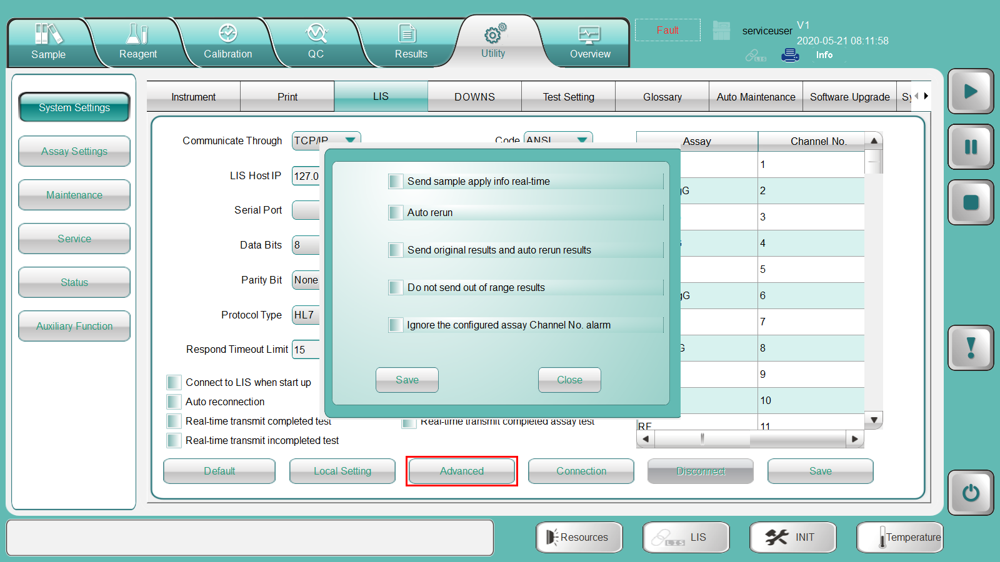 Sample
Reagent
Calibration
QC
Results
Utility
Overview
Fault
serviceuser
V1
2020-05-21 08:11:58
LIS
Info
System Settings
Assay Settings
Maintenance
Service
Status
Auxiliary Function
Instrument
Print
LIS
DOWNS
Test Setting
Glossary
Auto Maintenance
Software Upgrade
Communicate Through
TCP/IP
Code
ANSI
LIS Host IP
127.0
Serial Port
Data Bits
8
Parity Bit
None
Protocol Type
HL7
Respond Timeout Limit
15
Connect to LIS when start up
Auto reconnection
Real-time transmit completed test
Real-time transmit completed assay test
Real-time transmit incompleted test
Send sample apply info real-time
Auto rerun
Send original results and auto rerun results
Do not send out of range results
Ignore the configured assay Channel No. alarm
Save
Close
Assay
Channel No.
1
gG 2
3
G 4
5
gG 6
7
G 8
9
10
RF 11
Default
Local Setting
Advanced
Connection
Disconnect
Save
Resources
LIS
LIS
INIT
Temperature